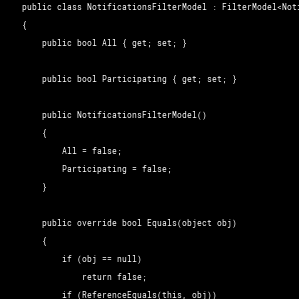 public class NotificationsFilterModel : FilterModel<Noti
{
public bool All { get; set; }
public bool Participating { get; set; }
public NotificationsFilterModel()
{
All = false;
Participating = false;
}
public override bool Equals(object obj)
{
if (obj == null)
return false;
if (ReferenceEquals(this, obj))